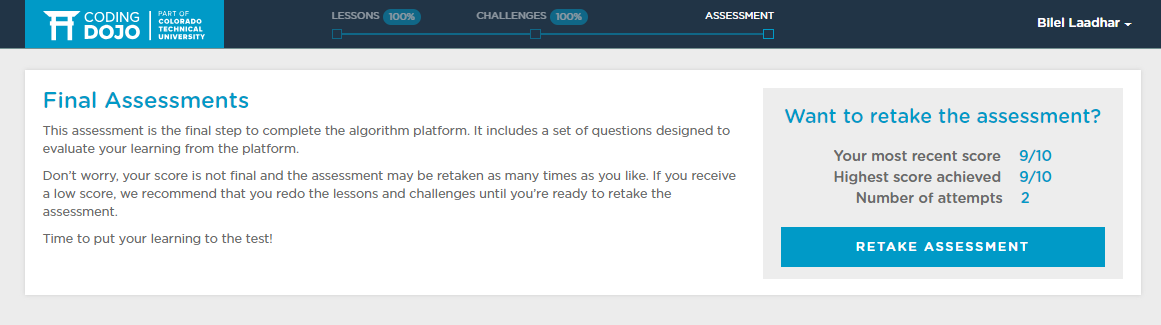 CODING
DOJO
PART OF
COLORADO
TECHNICAL
UNIVERSITY
LESSONS 100%
CHALLENGES 100%
ASSESSMENT
Bilel Laadhar
Final Assessments
This assessment is the final step to complete the algorithm platform. It includes a set of questions designed to
evaluate your learning from the platform.
Don't worry, your score is not final and the assessment may be retaken as many times as you like. If you receive
a low score, we recommend that you redo the lessons and challenges until you're ready to retake the
assessment.
Time to put your learning to the test!
Want to retake the assessment?
Your most recent score 9/10
Highest score achieved 9/10
Number of attempts 2
RETAKE ASSESSMENT